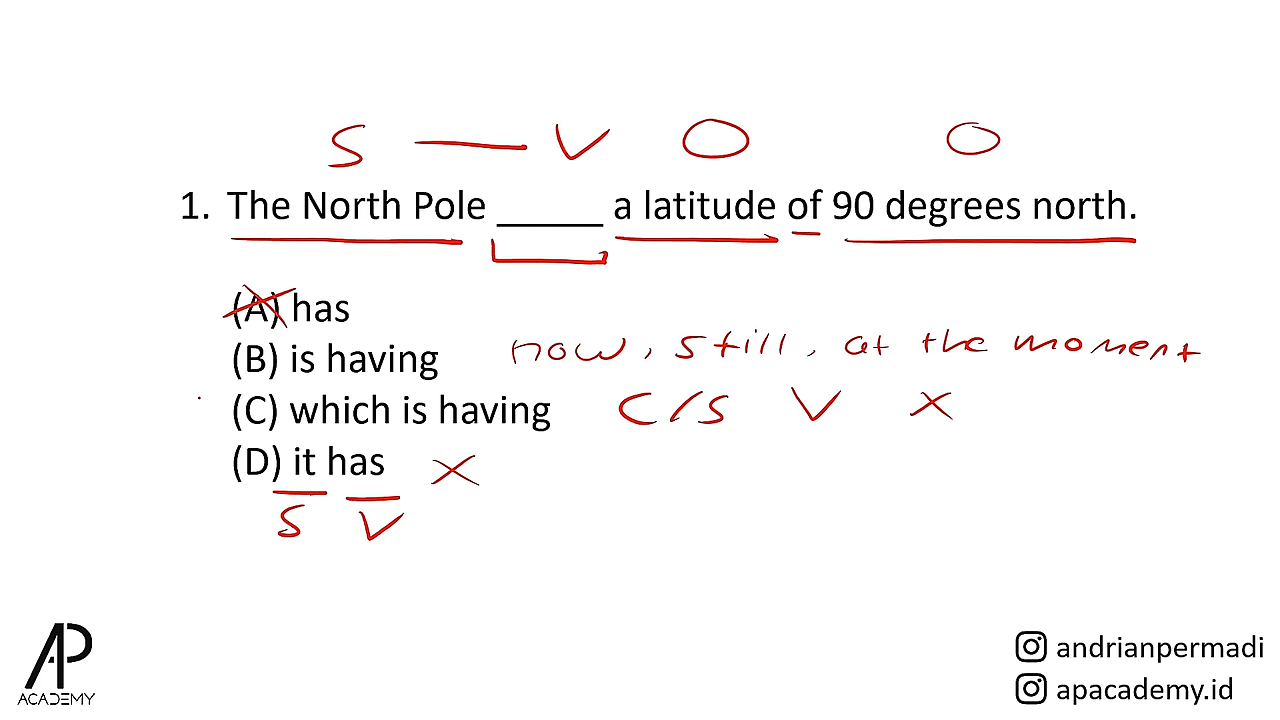 S — V O O
1. The North Pole _____ a latitude of 90 degrees north.
(A) has
(B) is having now, still, at the moment
(C) which is having C/S V X
(D) it has X
S V
AP
ACADEMY
andrianpermadi
apacademy.id